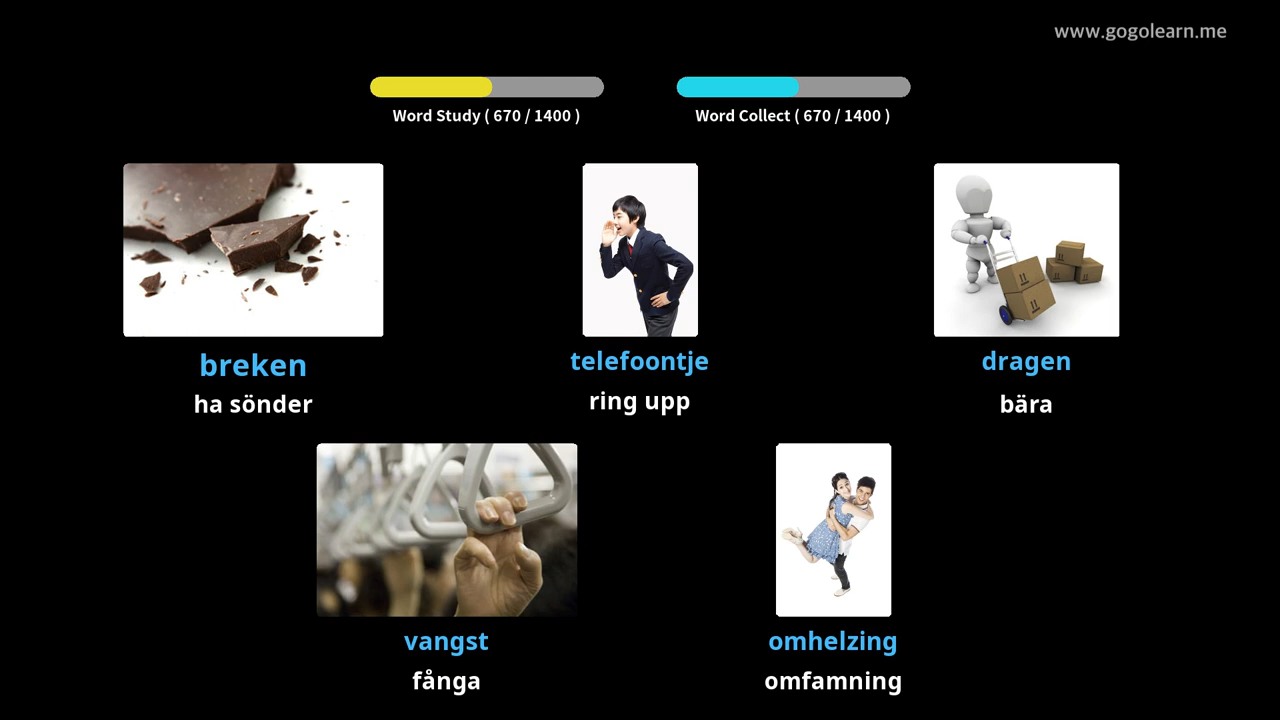 www.gogolearn.me
Word Study ( 670 / 1400 )
Word Collect ( 670 / 1400 )
breken
ha sönder
telefoontje
ring upp
dragen
bära
vangst
fånga
omhelzing
omfamning